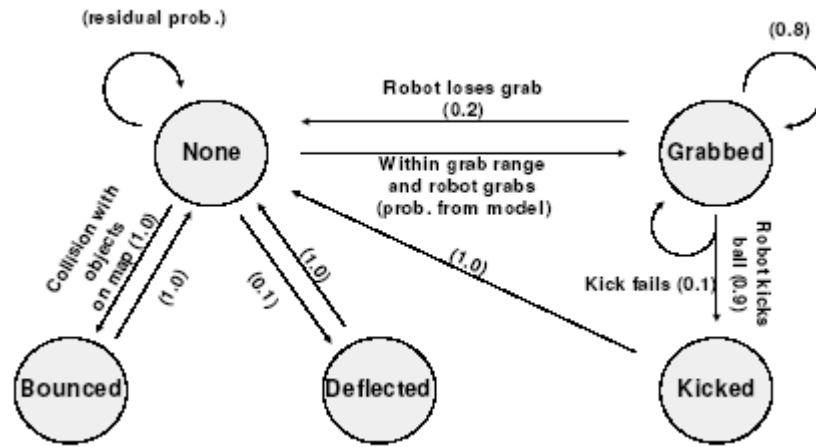 (residual prob.)
(0.8)
Robot loses grab
(0.2)
None
Grabbed
Within grab range
and robot grabs
(prob. from model)
Collision with
objects
on map (1.0)
(1.0)
(0.1)
(1.0)
(1.0)
Kick fails (0.1)
Robot kicks
ball (0.9)
Bounced
Deflected
Kicked